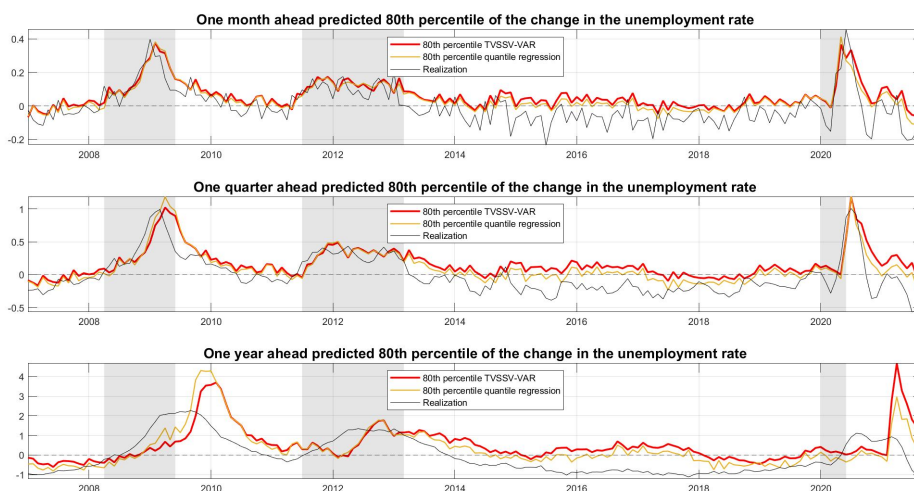 One month ahead predicted 80th percentile of the change in the unemployment rate
0.4
0.2
0
-0.2
80th percentile TVSSV-VAR
80th percentile quantile regression
Realization
2008 2010 2012 2014 2016 2018 2020
One quarter ahead predicted 80th percentile of the change in the unemployment rate
1
0.5
0
-0.5
80th percentile TVSSV-VAR
80th percentile quantile regression
Realization
2008 2010 2012 2014 2016 2018 2020
One year ahead predicted 80th percentile of the change in the unemployment rate
4
3
2
1
0
-1
80th percentile TVSSV-VAR
80th percentile quantile regression
Realization
2008 2010 2012 2014 2016 2018 2020